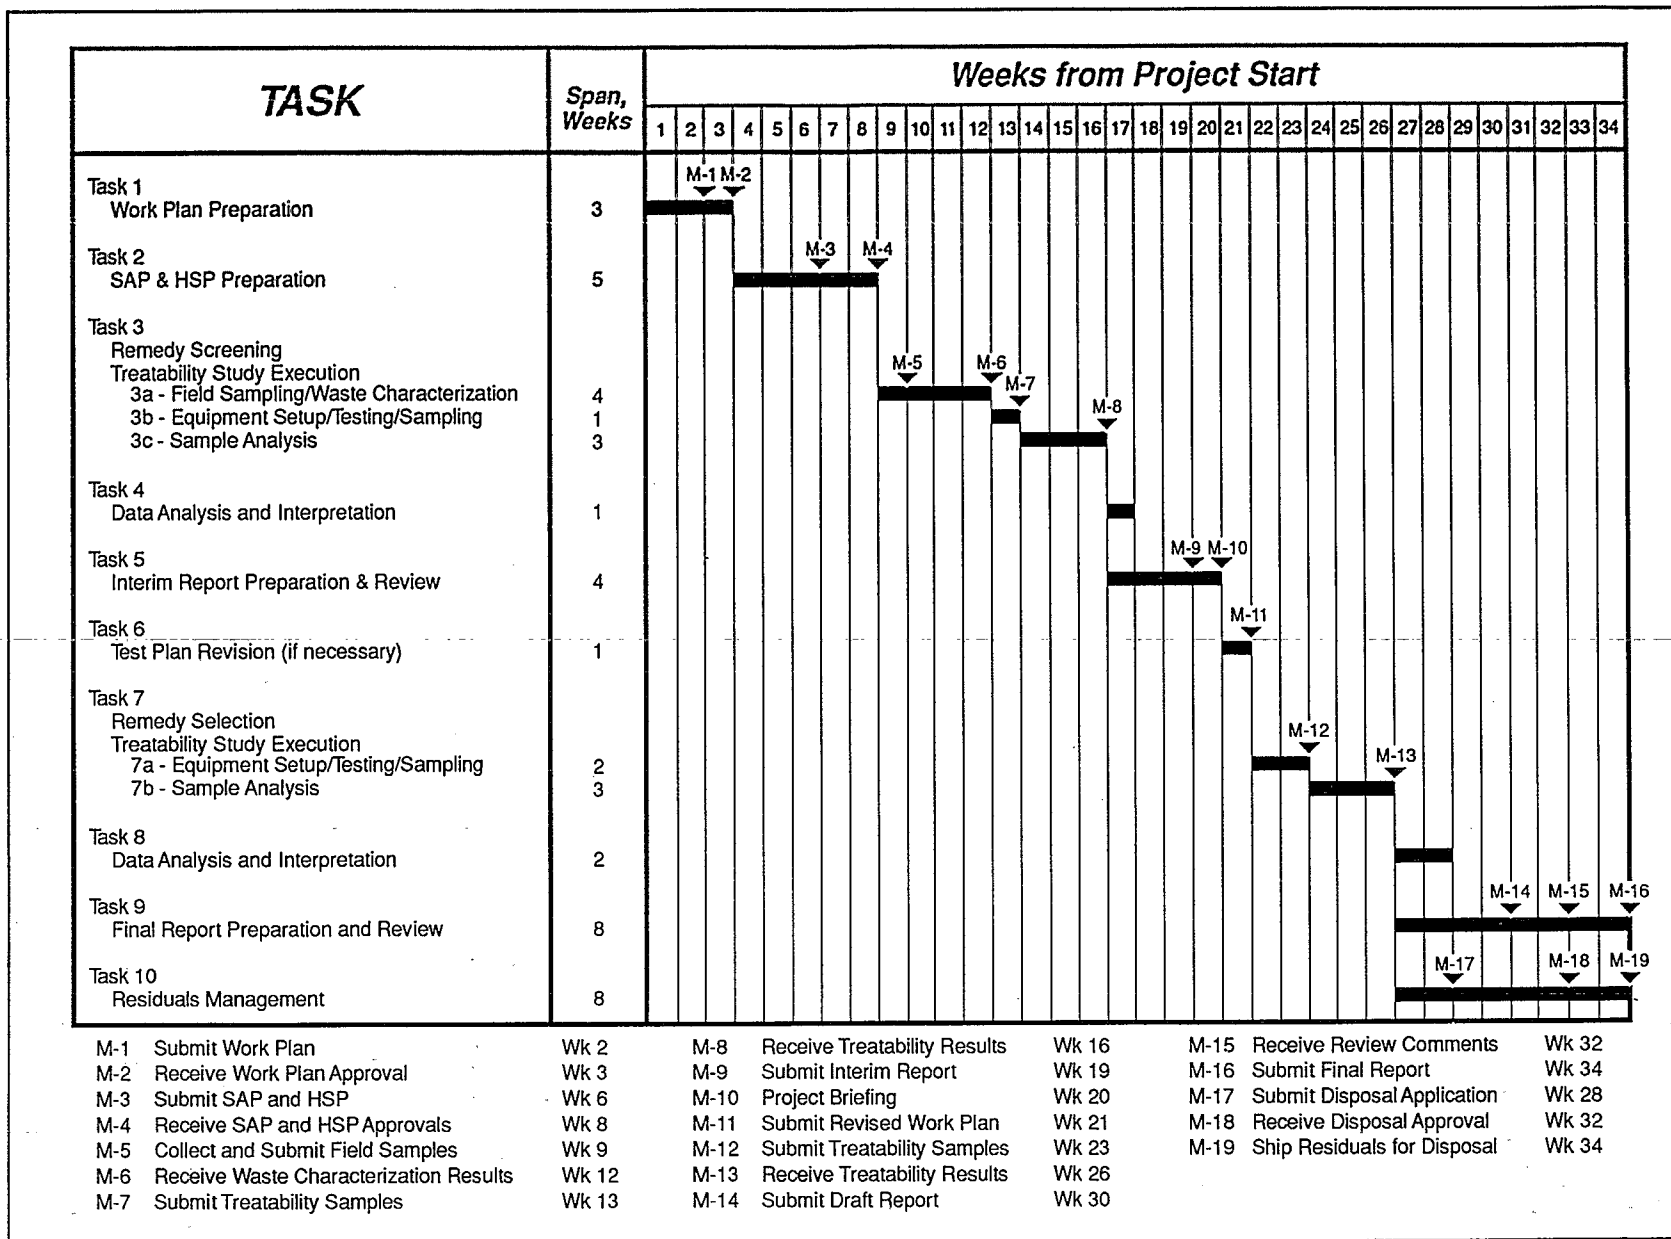 TASK
Span,
Weeks
Weeks from Project Start
1 2 3 4 5 6 7 8 9 10 11 12 13 14 15 16 17 18 19 20 21 22 23 24 25 26 27 28 29 30 31 32 33 34
M-1 M-2
Task 1
Work Plan Preparation 3
M-3 M-4
Task 2
SAP & HSP Preparation 5
Task 3
Remedy Screening
M-5 M-6
Treatability Study Execution
M-7
3a - Field Sampling/Waste Characterization 4
M-8
3b - Equipment Setup/Testing/Sampling 1
3c - Sample Analysis 3
Task 4
Data Analysis and Interpretation 1
M-9 M-10
Task 5
Interim Report Preparation & Review 4
M-11
Task 6
Test Plan Revision (if necessary) 1
Task 7
Remedy Selection
M-12
Treatability Study Execution
M-13
7a - Equipment Setup/Testing/Sampling 2
7b - Sample Analysis 3
Task 8
Data Analysis and Interpretation 2
M-14 M-15 M-16
Task 9
Final Report Preparation and Review 8
M-17 M-18 M-19
Task 10
Residuals Management 8
M-1 Submit Work Plan Wk 2
M-2 Receive Work Plan Approval Wk 3
M-3 Submit SAP and HSP Wk 6
M-4 Receive SAP and HSP Approvals Wk 8
M-5 Collect and Submit Field Samples Wk 9
M-6 Receive Waste Characterization Results Wk 12
M-7 Submit Treatability Samples Wk 13
M-8 Receive Treatability Results Wk 16
M-9 Submit Interim Report Wk 19
M-10 Project Briefing Wk 20
M-11 Submit Revised Work Plan Wk 21
M-12 Submit Treatability Samples Wk 23
M-13 Receive Treatability Results Wk 26
M-14 Submit Draft Report Wk 30
M-15 Receive Review Comments Wk 32
M-16 Submit Final Report Wk 34
M-17 Submit Disposal Application Wk 28
M-18 Receive Disposal Approval Wk 32
M-19 Ship Residuals for Disposal Wk 34